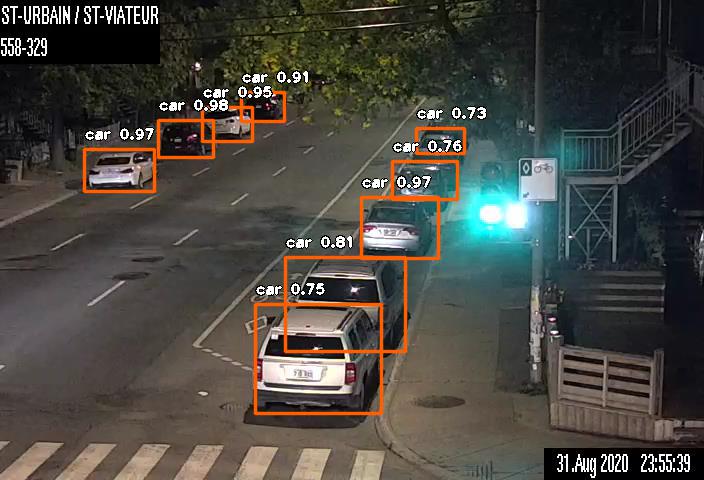 ST-URBAIN / ST-VIATEUR
558-329
car 0.91
car 0.95
car 0.98
car 0.97
car 0.73
car 0.76
car 0.97
car 0.81
car 0.75
31.Aug 2020 23:55:39